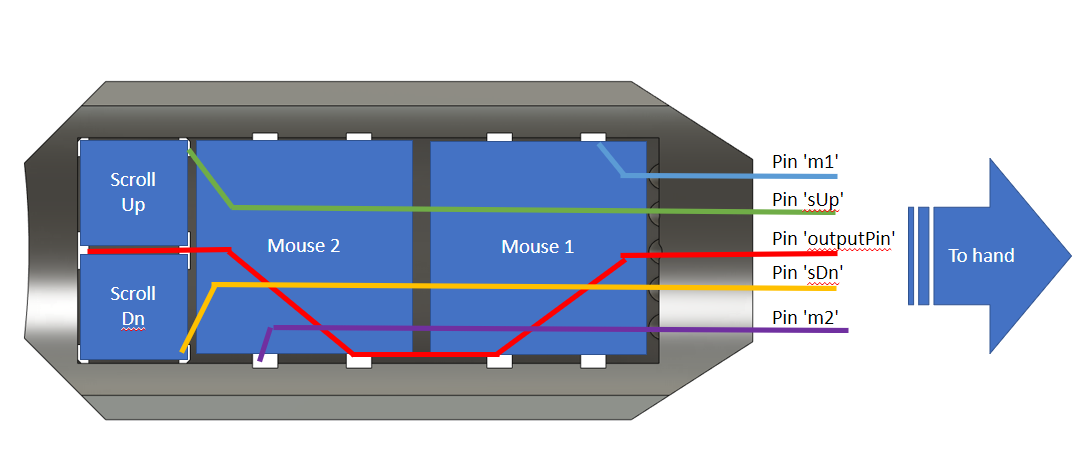 Scroll
Up
Scroll
Dn
Mouse 2
Mouse 1
Pin 'm1'
Pin 'sUp'
Pin 'outputPin'
Pin 'sDn'
Pin 'm2'
To hand